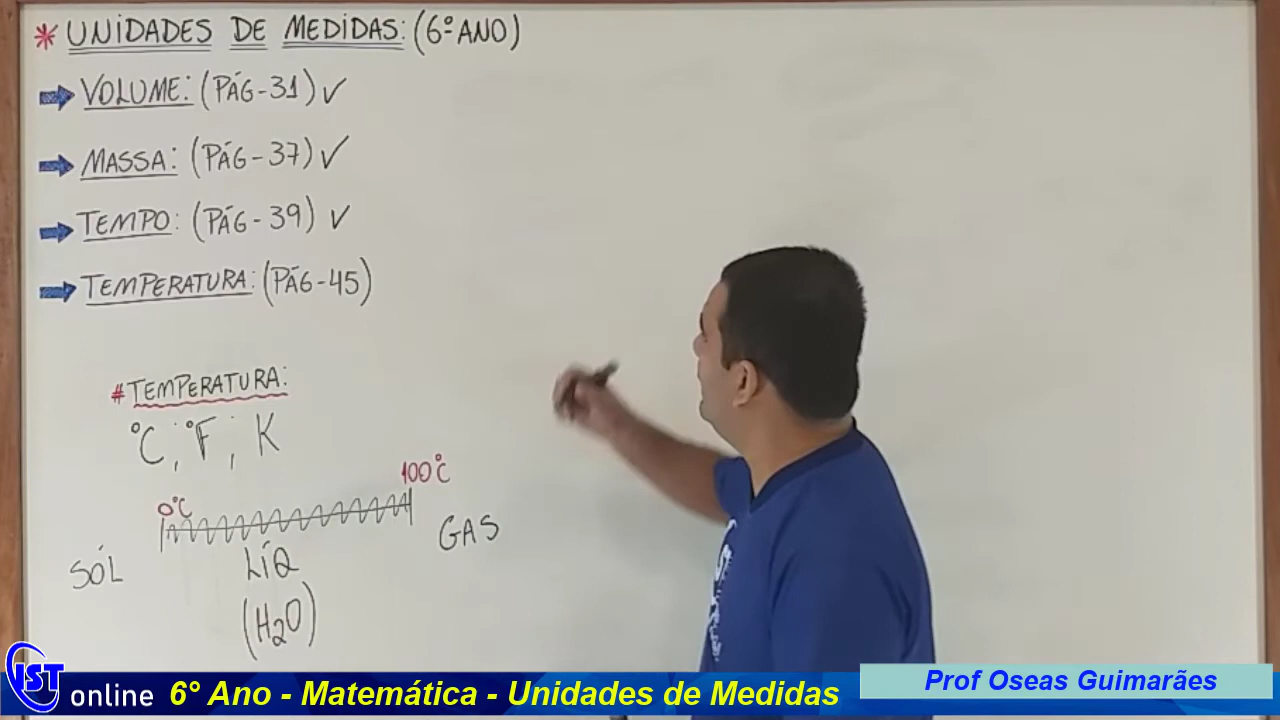 * UNIDADES DE MEDIDAS: (6º ANO)
VOLUME: (PÁG-31) ✓
MASSA: (PÁG-37) ✓
TEMPO: (PÁG-39) ✓
TEMPERATURA: (PÁG-45)
# TEMPERATURA:
°C ; °F ; K
0°C
100°C
SÓL
LÍQ
GAS
(H₂O)
IST online
6° Ano - Matemática - Unidades de Medidas
Prof Oseas Guimarães